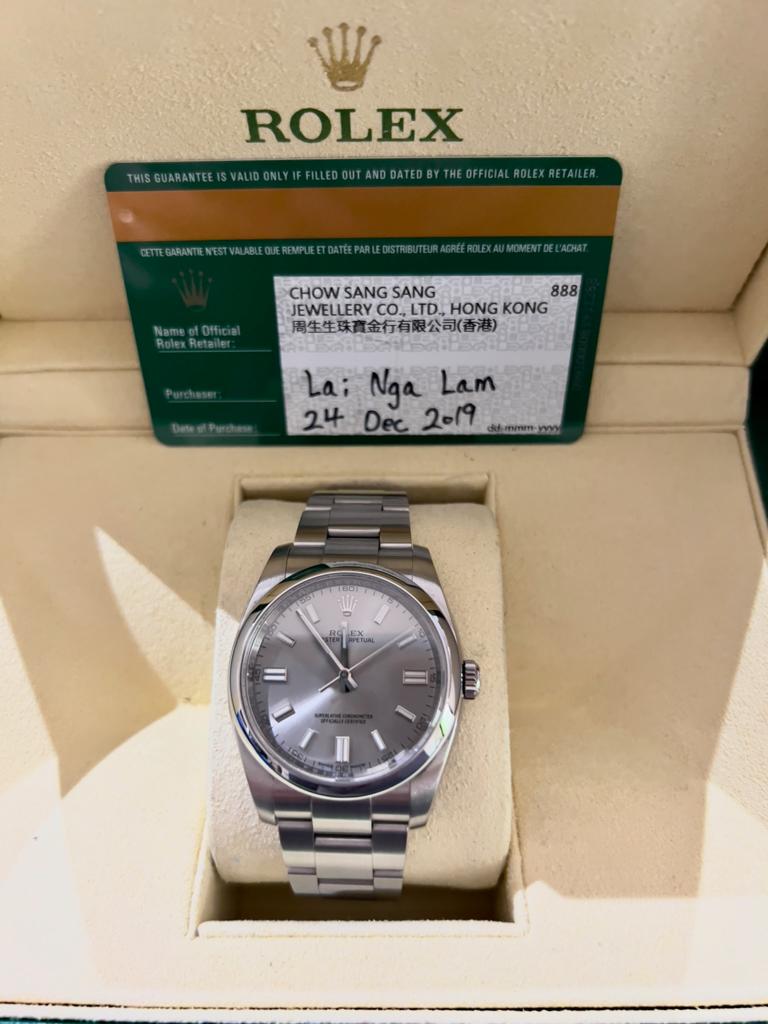 ROLEX
THIS GUARANTEE IS VALID ONLY IF FILLED OUT AND DATED BY THE OFFICIAL ROLEX RETAILER.
CETTE GARANTIE N'EST VALABLE QUE REMPLIE ET DATÉE PAR LE DISTRIBUTEUR AGRÉÉ ROLEX AU MOMENT DE L'ACHAT.
CHOW SANG SANG 888
JEWELLERY CO., LTD., HONG KONG
周生生珠寶金行有限公司(香港)
Name of Official
Rolex Retailer:
Purchaser: Lai Nga Lam
Date of Purchase: 24 Dec 2019 dd-mmm-yyyy
60
ROLEX
OYSTER PERPETUAL
SUPERLATIVE CHRONOMETER
OFFICIALLY CERTIFIED